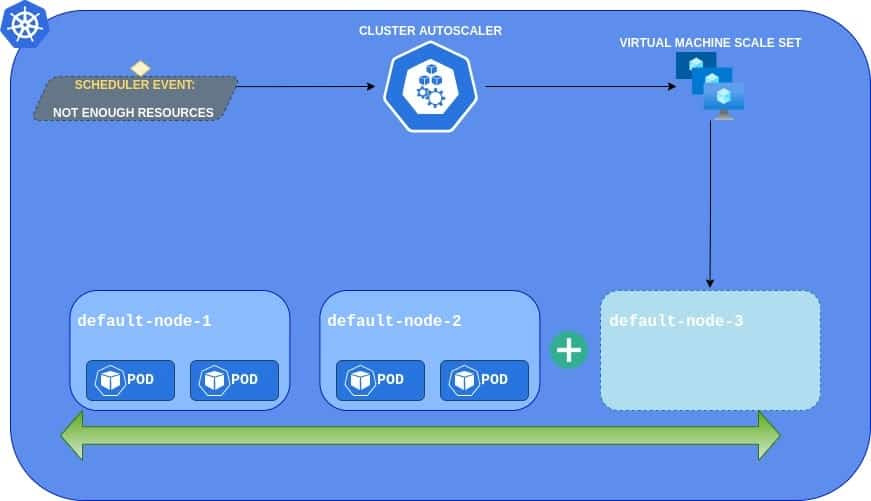 CLUSTER AUTOSCALER
VIRTUAL MACHINE SCALE SET
SCHEDULER EVENT:
NOT ENOUGH RESOURCES
default-node-1
default-node-2
default-node-3
POD
POD
POD
POD